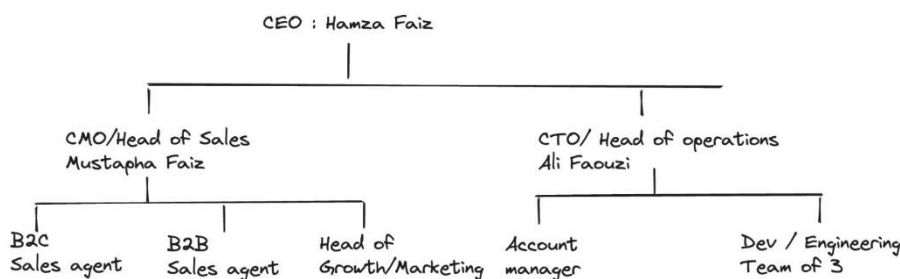 CEO : Hamza Faiz
CMO/Head of Sales
Mustapha Faiz
CTO/ Head of operations
Ali Faouzi
B2C
Sales agent
B2B
Sales agent
Head of
Growth/Marketing
Account
manager
Dev / Engineering
Team of 3